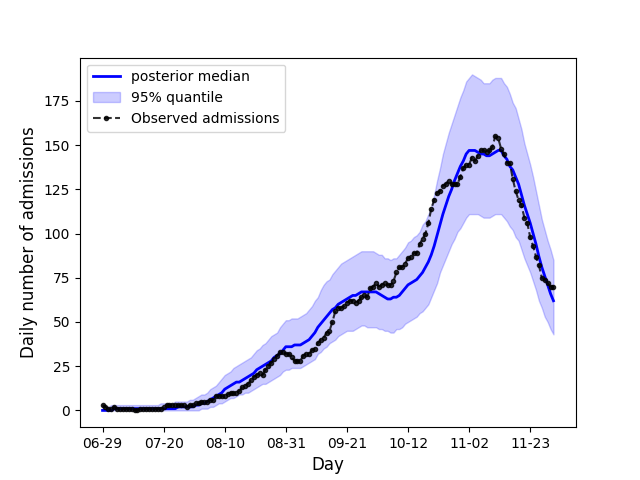 posterior median
95% quantile
Observed admissions
Daily number of admissions
175
150
125
100
75
50
25
0
06-29 07-20 08-10 08-31 09-21 10-12 11-02 11-23
Day